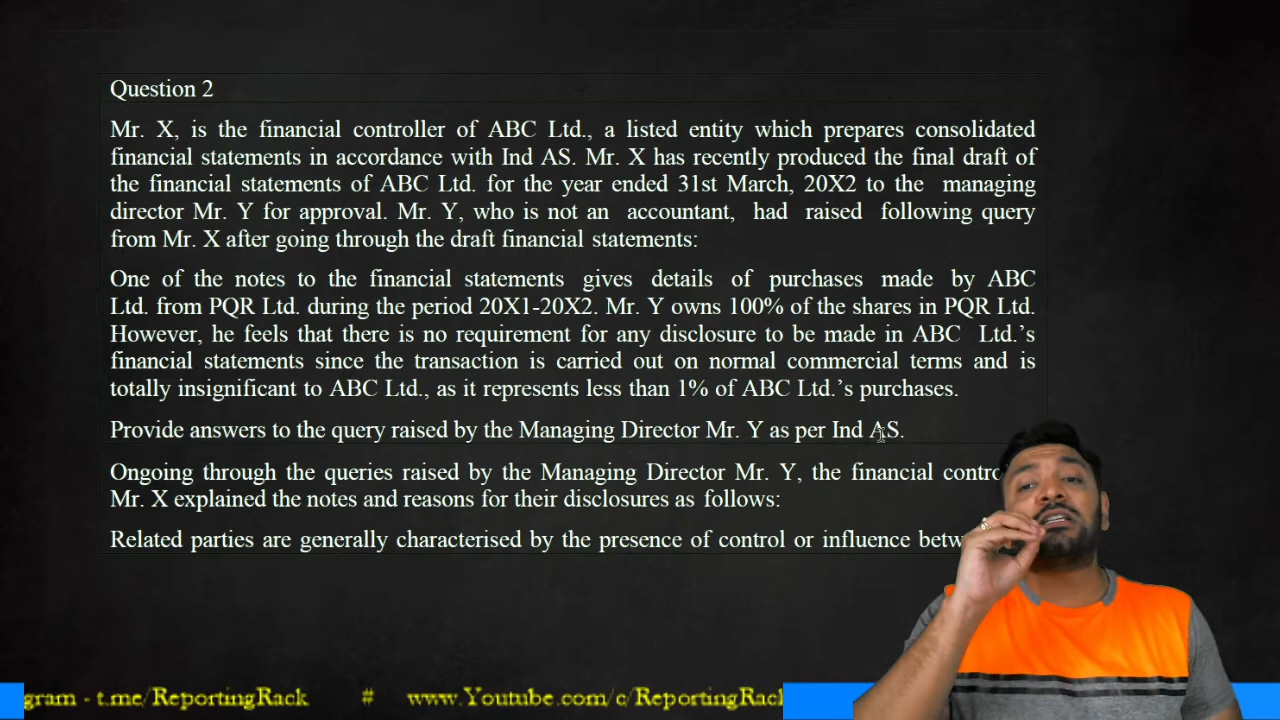 Question 2
Mr. X, is the financial controller of ABC Ltd., a listed entity which prepares consolidated
financial statements in accordance with Ind AS. Mr. X has recently produced the final draft of
the financial statements of ABC Ltd. for the year ended 31st March, 20X2 to the managing
director Mr. Y for approval. Mr. Y, who is not an accountant, had raised following query
from Mr. X after going through the draft financial statements:
One of the notes to the financial statements gives details of purchases made by ABC
Ltd. from PQR Ltd. during the period 20X1-20X2. Mr. Y owns 100% of the shares in PQR Ltd.
However, he feels that there is no requirement for any disclosure to be made in ABC Ltd.’s
financial statements since the transaction is carried out on normal commercial terms and is
totally insignificant to ABC Ltd., as it represents less than 1% of ABC Ltd.’s purchases.
Provide answers to the query raised by the Managing Director Mr. Y as per Ind AS.
Ongoing through the queries raised by the Managing Director Mr. Y, the financial contro
Mr. X explained the notes and reasons for their disclosures as follows:
Related parties are generally characterised by the presence of control or influence betw
gram - t.me/ReportingRack # www.Youtube.com/c/ReportingRack